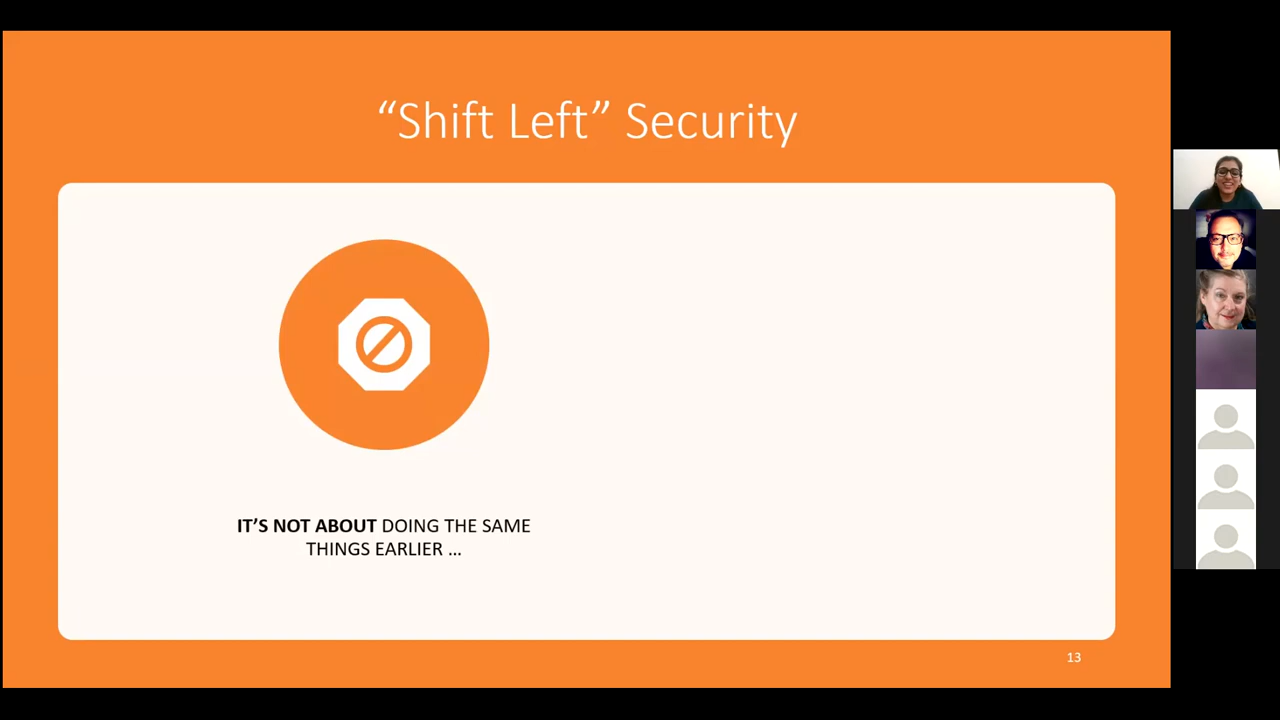 “Shift Left” Security
IT’S NOT ABOUT DOING THE SAME
THINGS EARLIER …
13